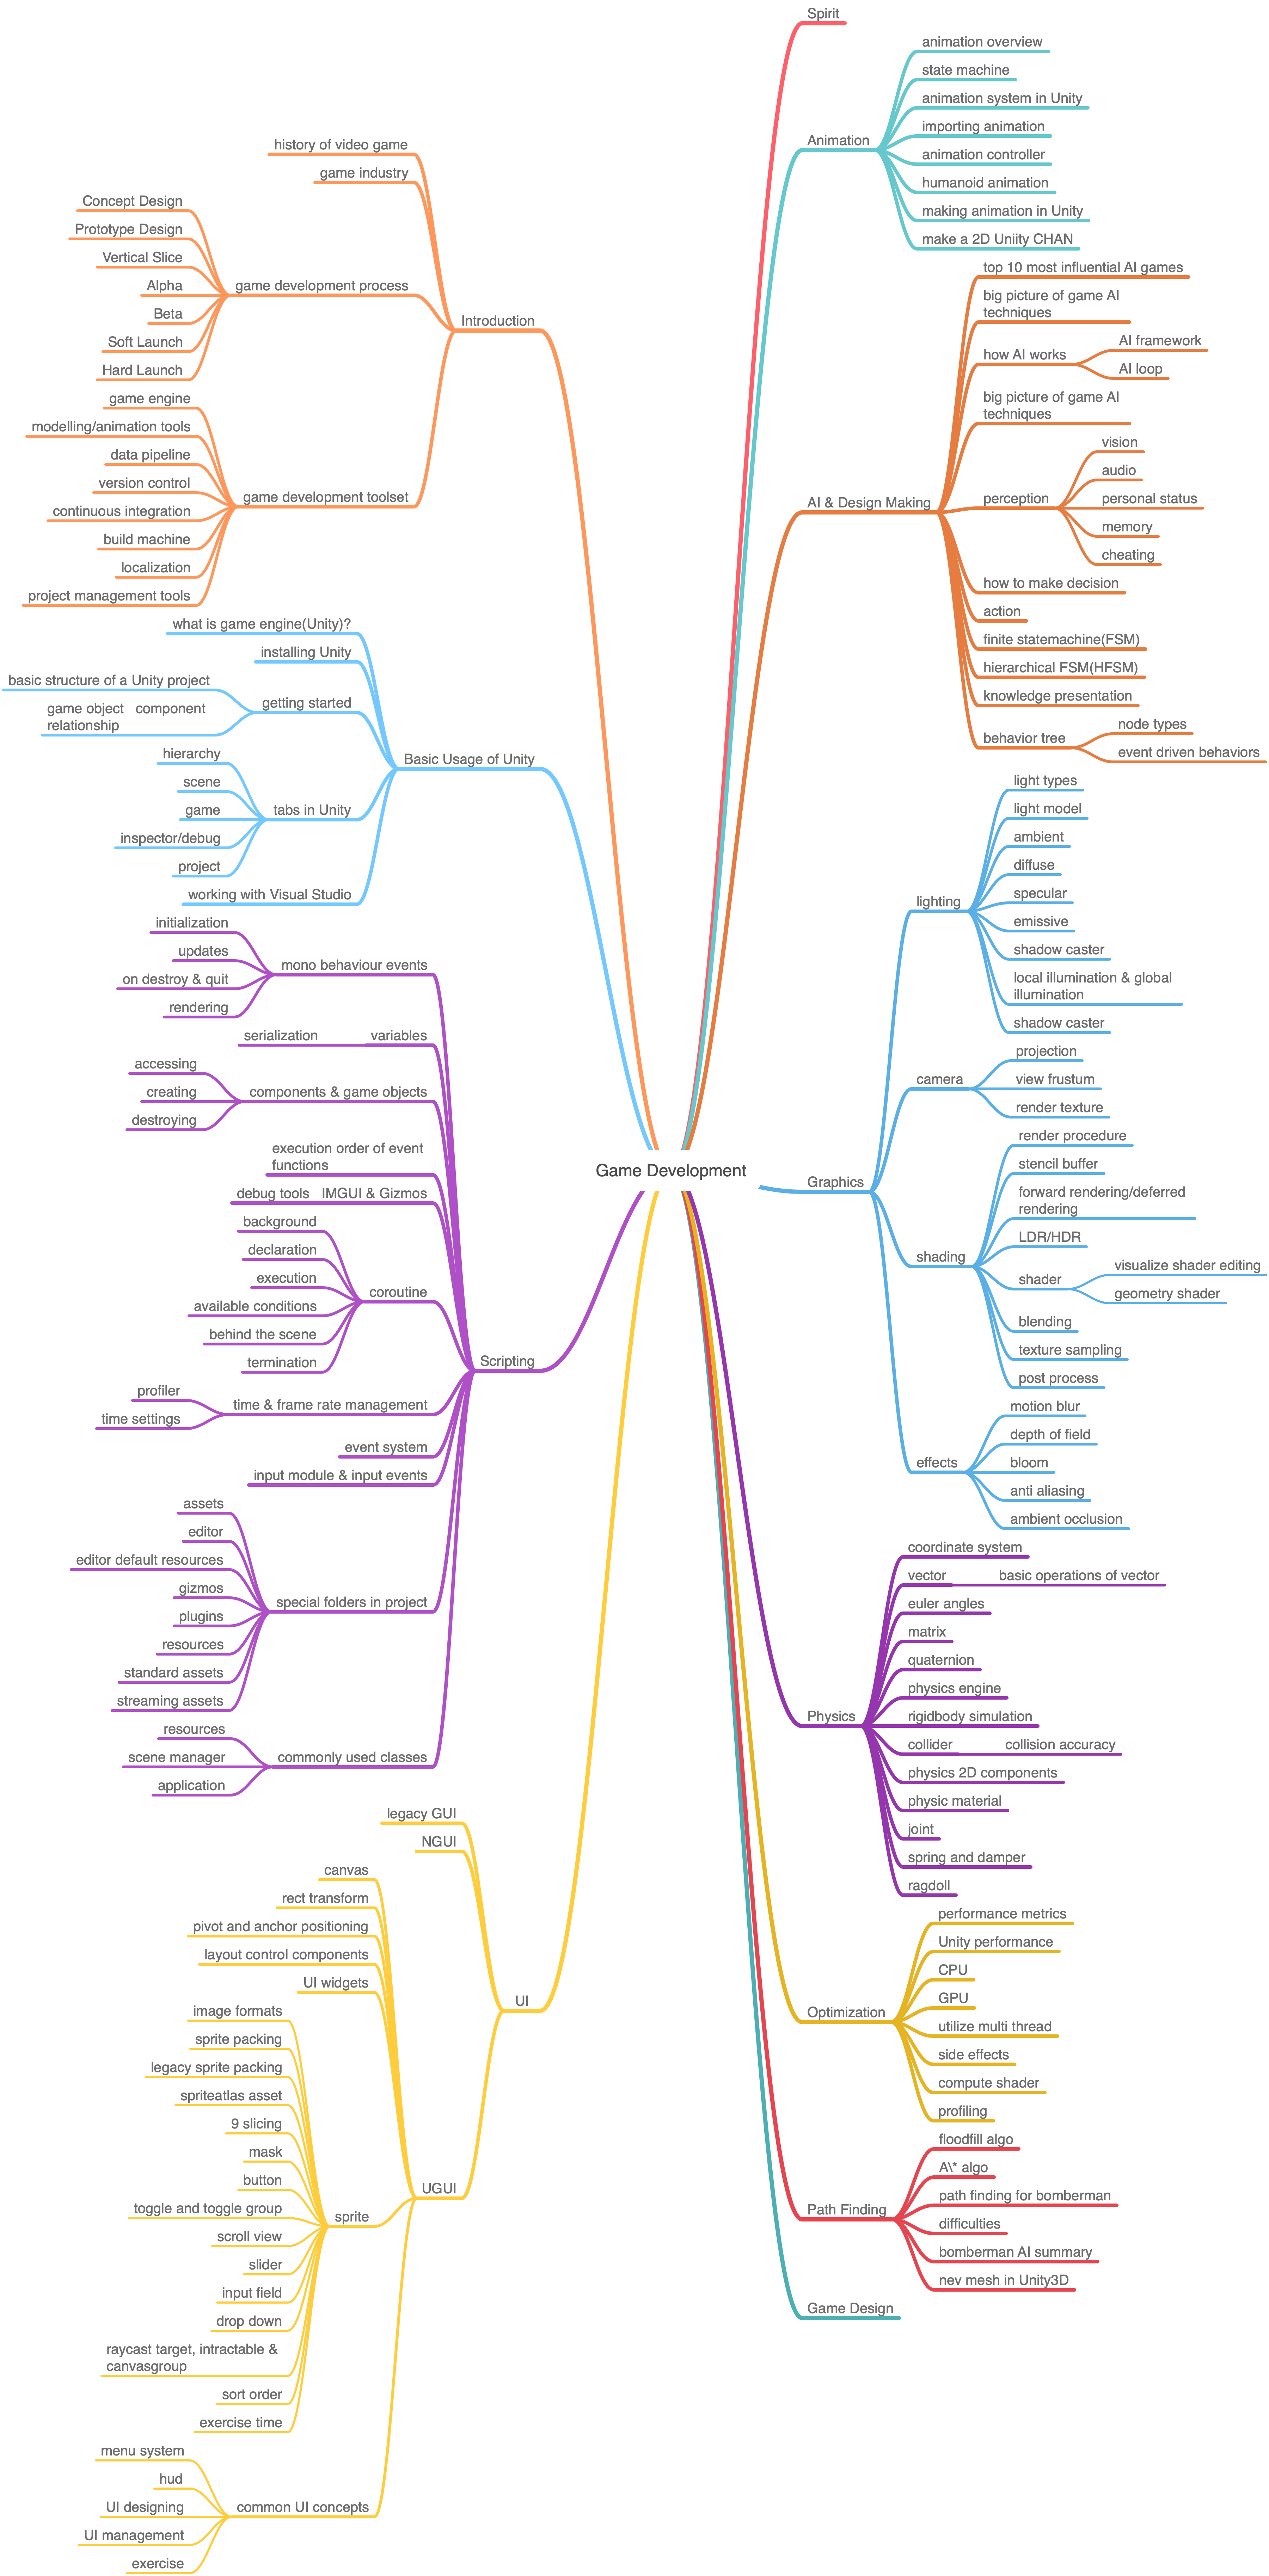 Game Development
Introduction
history of video game
game industry
game development process
Concept Design
Prototype Design
Vertical Slice
Alpha
Beta
Soft Launch
Hard Launch
game development toolset
game engine
modelling/animation tools
data pipeline
version control
continuous integration
build machine
localization
project management tools
Basic Usage of Unity
what is game engine(Unity)?
installing Unity
getting started
basic structure of a Unity project
game object component
relationship
tabs in Unity
hierarchy
scene
game
inspector/debug
project
working with Visual Studio
Scripting
mono behaviour events
initialization
updates
on destroy & quit
rendering
variables
serialization
components & game objects
accessing
creating
destroying
execution order of event
functions
debug tools IMGUI & Gizmos
coroutine
background
declaration
execution
available conditions
behind the scene
termination
time & frame rate management
profiler
time settings
event system
input module & input events
special folders in project
assets
editor
editor default resources
gizmos
plugins
resources
standard assets
streaming assets
commonly used classes
resources
scene manager
application
UI
legacy GUI
NGUI
UGUI
canvas
rect transform
pivot and anchor positioning
layout control components
UI widgets
sprite
image formats
sprite packing
legacy sprite packing
spriteatlas asset
9 slicing
mask
button
toggle and toggle group
scroll view
slider
input field
drop down
raycast target, intractable &
canvasgroup
sort order
exercise time
common UI concepts
menu system
hud
UI designing
UI management
exercise
Spirit
Animation
animation overview
state machine
animation system in Unity
importing animation
animation controller
humanoid animation
making animation in Unity
make a 2D Uniity CHAN
AI & Design Making
top 10 most influential AI games
big picture of game AI
techniques
how AI works
AI framework
AI loop
big picture of game AI
techniques
perception
vision
audio
personal status
memory
cheating
how to make decision
action
finite statemachine(FSM)
hierarchical FSM(HFSM)
knowledge presentation
behavior tree
node types
event driven behaviors
Graphics
lighting
light types
light model
ambient
diffuse
specular
emissive
shadow caster
local illumination & global
illumination
shadow caster
camera
projection
view frustum
render texture
shading
render procedure
stencil buffer
forward rendering/deferred
rendering
LDR/HDR
shader
visualize shader editing
geometry shader
blending
texture sampling
post process
effects
motion blur
depth of field
bloom
anti aliasing
ambient occlusion
Physics
coordinate system
vector
basic operations of vector
euler angles
matrix
quaternion
physics engine
rigidbody simulation
collider
collision accuracy
physics 2D components
physic material
joint
spring and damper
ragdoll
Optimization
performance metrics
Unity performance
CPU
GPU
utilize multi thread
side effects
compute shader
profiling
Path Finding
floodfill algo
A\* algo
path finding for bomberman
difficulties
bomberman AI summary
nev mesh in Unity3D
Game Design